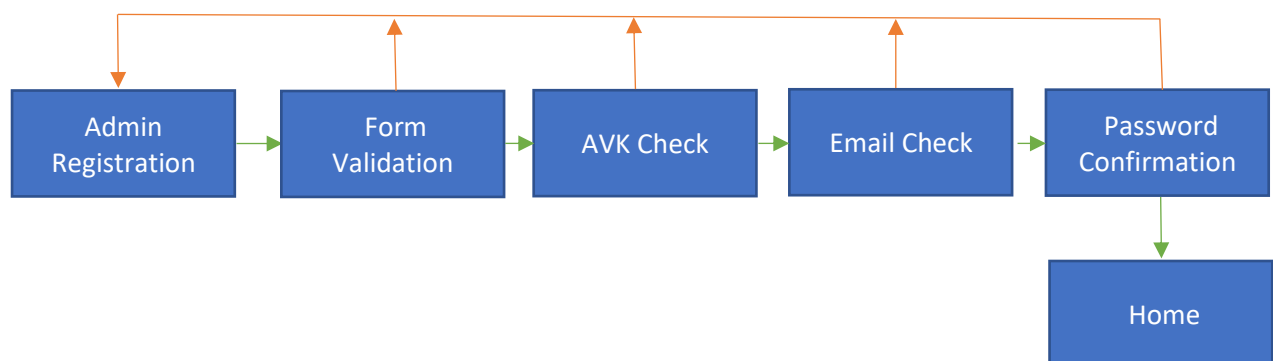 Admin
Registration
Form
Validation
AVK Check
Email Check
Password
Confirmation
Home